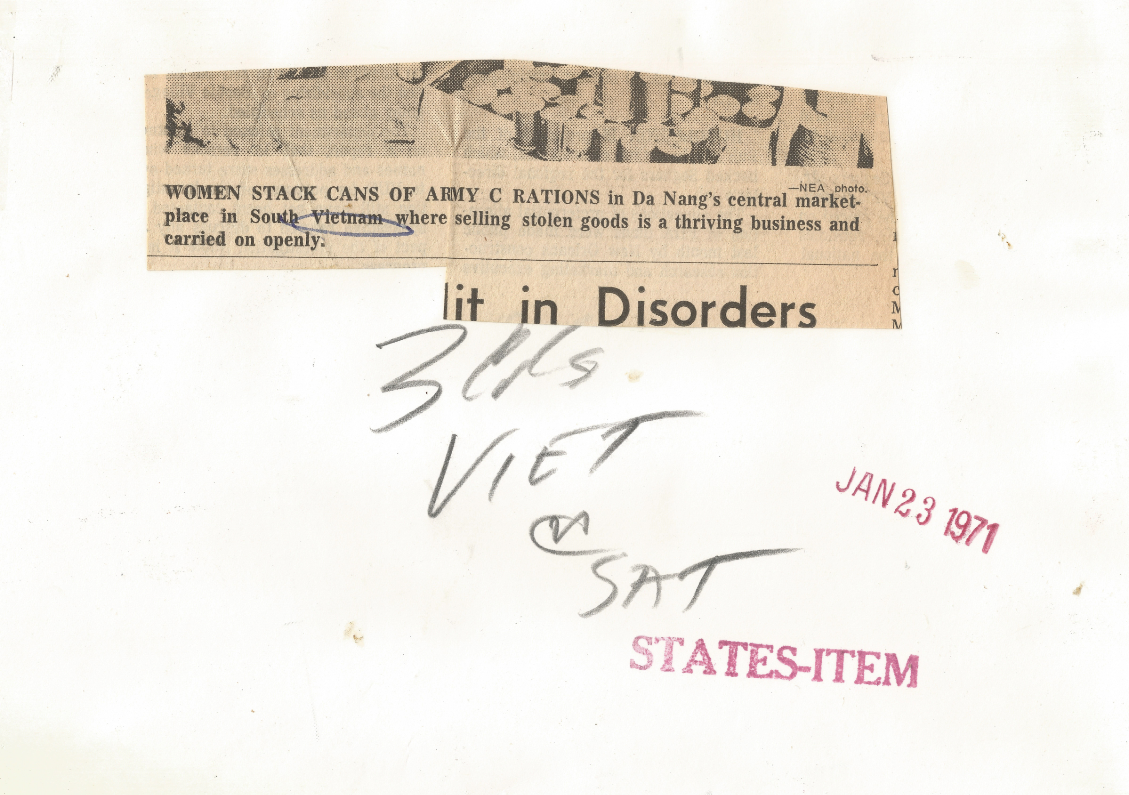 —NEA photo.
WOMEN STACK CANS OF ARMY C RATIONS in Da Nang's central market-
place in South Vietnam where selling stolen goods is a thriving business and
carried on openly.
lit in Disorders
3
VIET
SAT
JAN 23 1971
STATES-ITEM